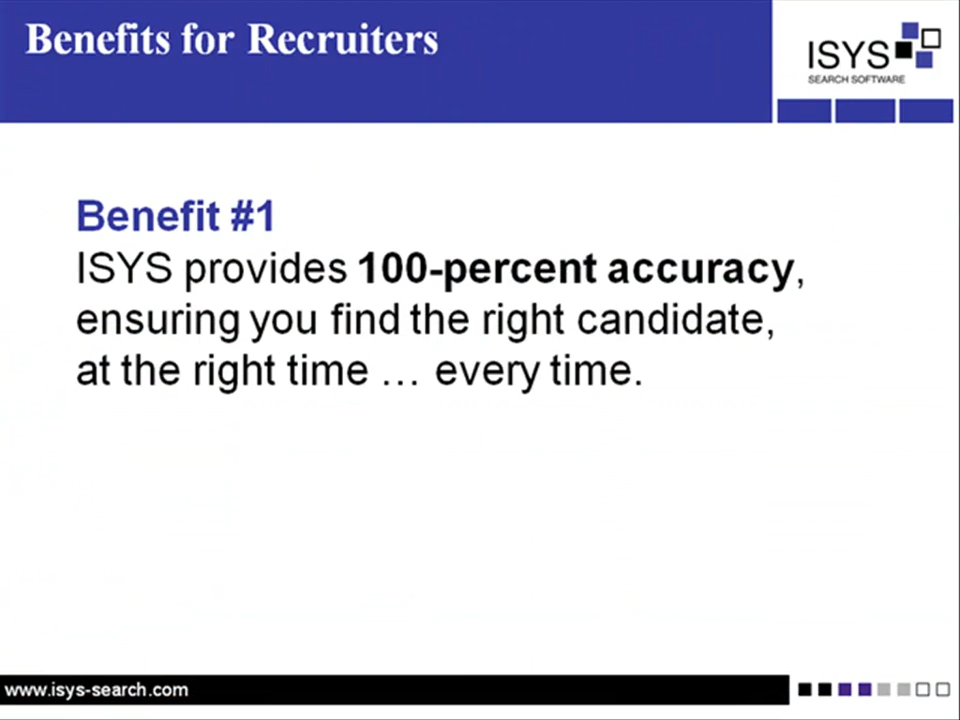 Benefits for Recruiters
ISYS
SEARCH SOFTWARE
Benefit #1
ISYS provides 100-percent accuracy,
ensuring you find the right candidate,
at the right time … every time.
www.isys-search.com